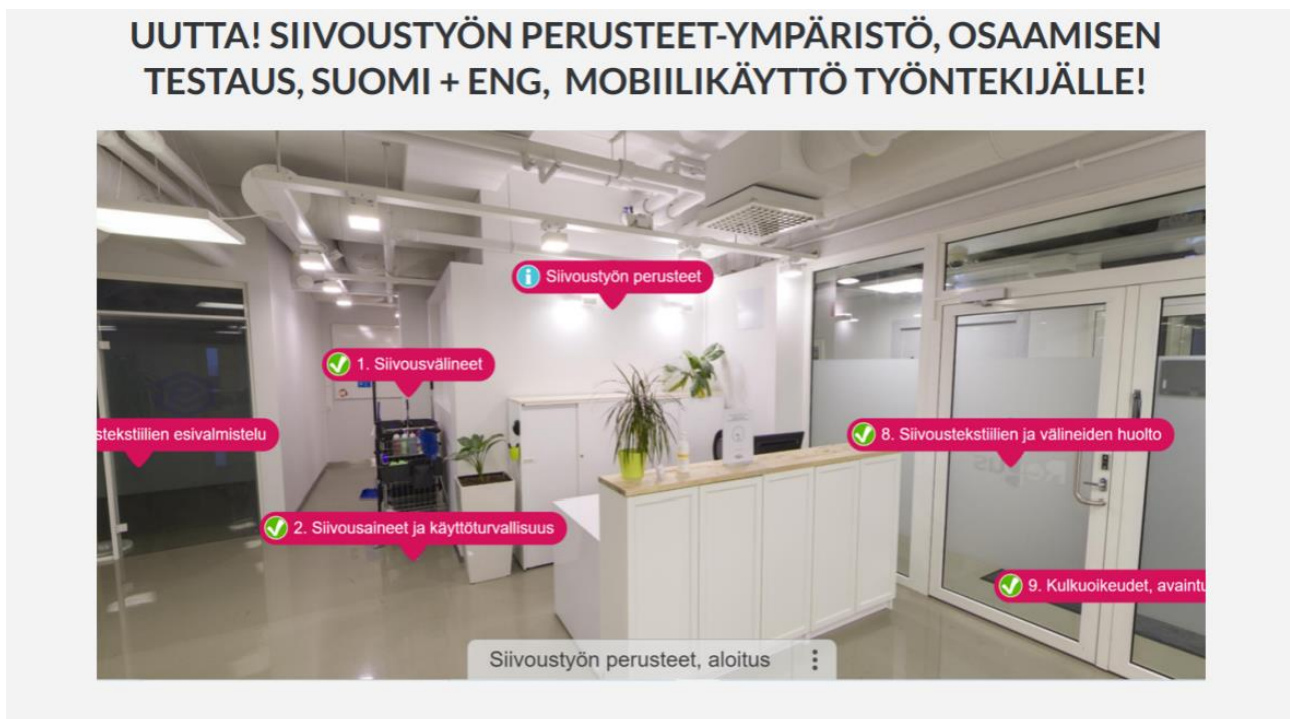 UUTTA! SIIVOUSTYÖN PERUSTEET-YMPÄRISTÖ, OSAAMISEN
TESTAUS, SUOMI + ENG, MOBIILIKÄYTTÖ TYÖNTEKIJÄLLE!
Siivoustyön perusteet
1. Siivousvälineet
stekstiilien esivalmistelu
8. Siivoustekstiilien ja välineiden huolto
2. Siivousaineet ja käyttöturvallisuus
9. Kulkuoikeudet, avaintu
Siivoustyön perusteet, aloitus